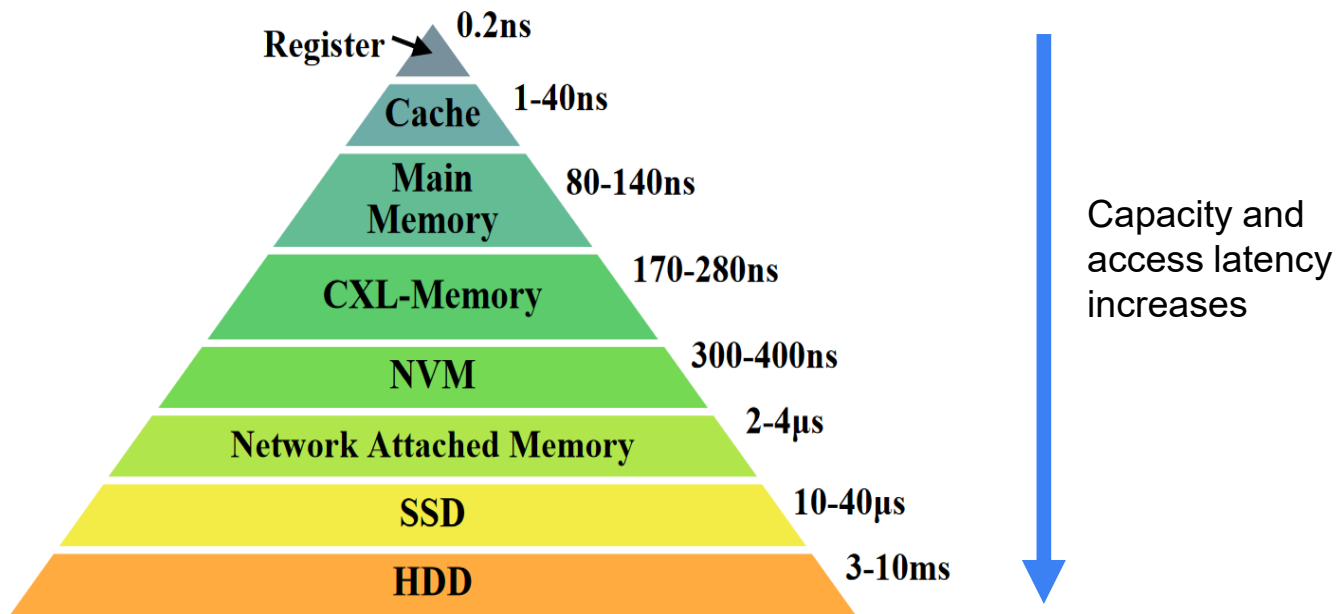 Register
0.2ns
Cache
1-40ns
Main
Memory
80-140ns
CXL-Memory
170-280ns
NVM
300-400ns
Network Attached Memory
2-4μs
SSD
10-40μs
HDD
3-10ms
Capacity and
access latency
increases